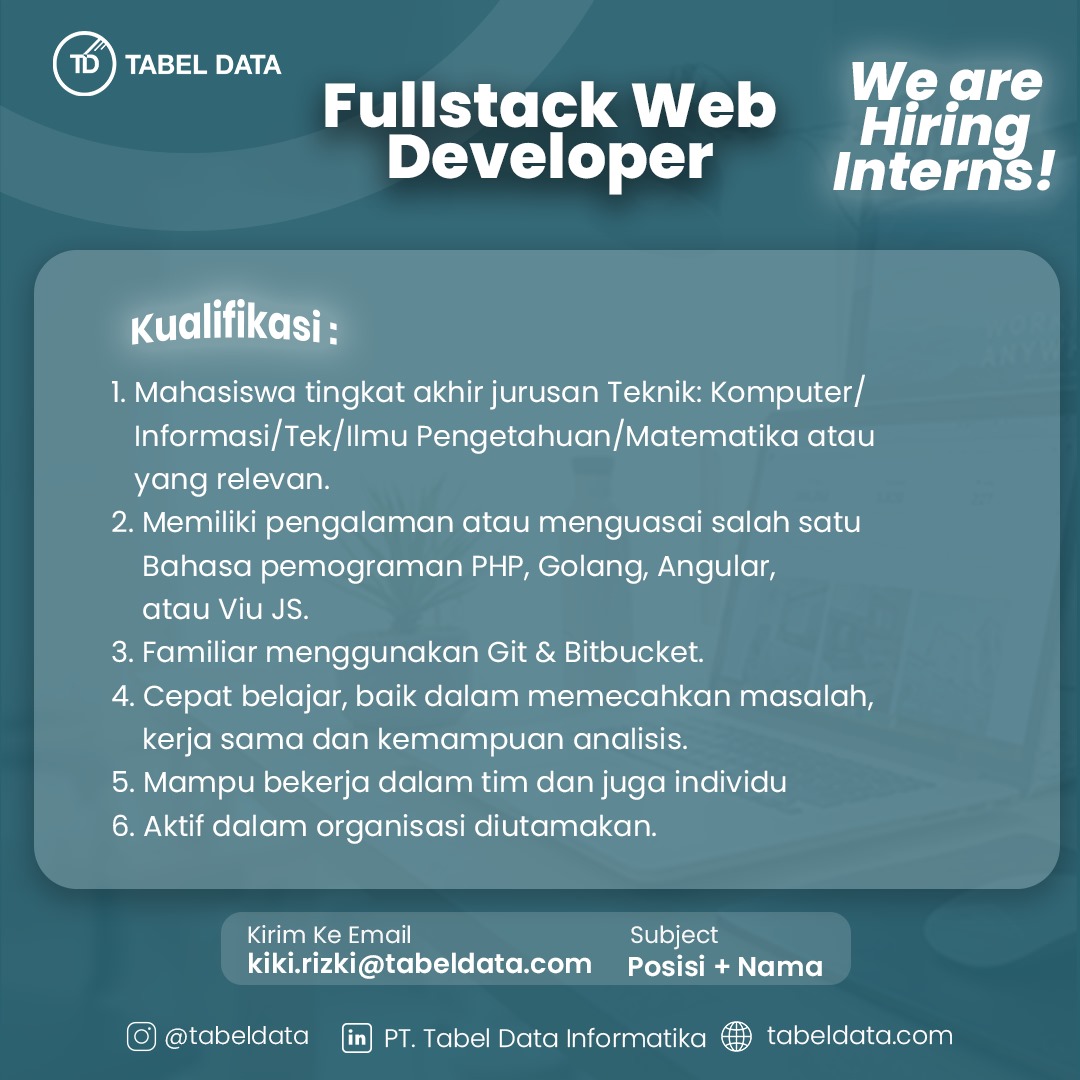 TD TABEL DATA
Fullstack Web
Developer
We are
Hiring
Interns!
Kualifikasi :
1. Mahasiswa tingkat akhir jurusan Teknik: Komputer/
Informasi/Tek/Ilmu Pengetahuan/Matematika atau
yang relevan.
2. Memiliki pengalaman atau menguasai salah satu
Bahasa pemograman PHP, Golang, Angular,
atau Viu JS.
3. Familiar menggunakan Git & Bitbucket.
4. Cepat belajar, baik dalam memecahkan masalah,
kerja sama dan kemampuan analisis.
5. Mampu bekerja dalam tim dan juga individu
6. Aktif dalam organisasi diutamakan.
Kirim Ke Email
kiki.rizki@tabeldata.com
Subject
Posisi + Nama
@tabeldata
in PT. Tabel Data Informatika
tabeldata.com